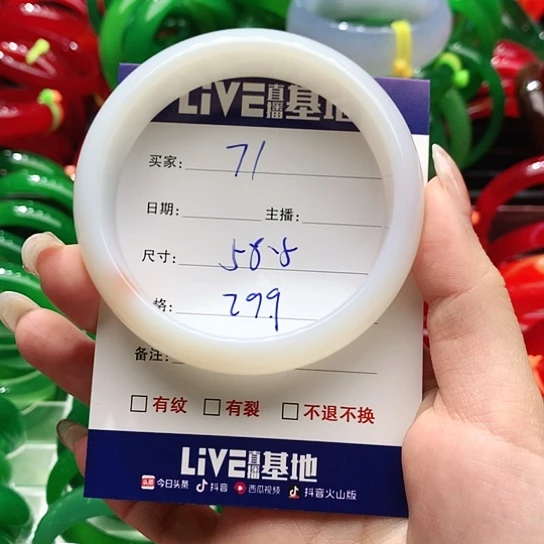 LiVE直播基地
买家: 71
日期: 主播:
尺寸: 58.8
格: 299
备注:
有纹 有裂 不退不换
LiVE直播基地
头条 今日头条 抖音 西瓜视频 抖音火山版